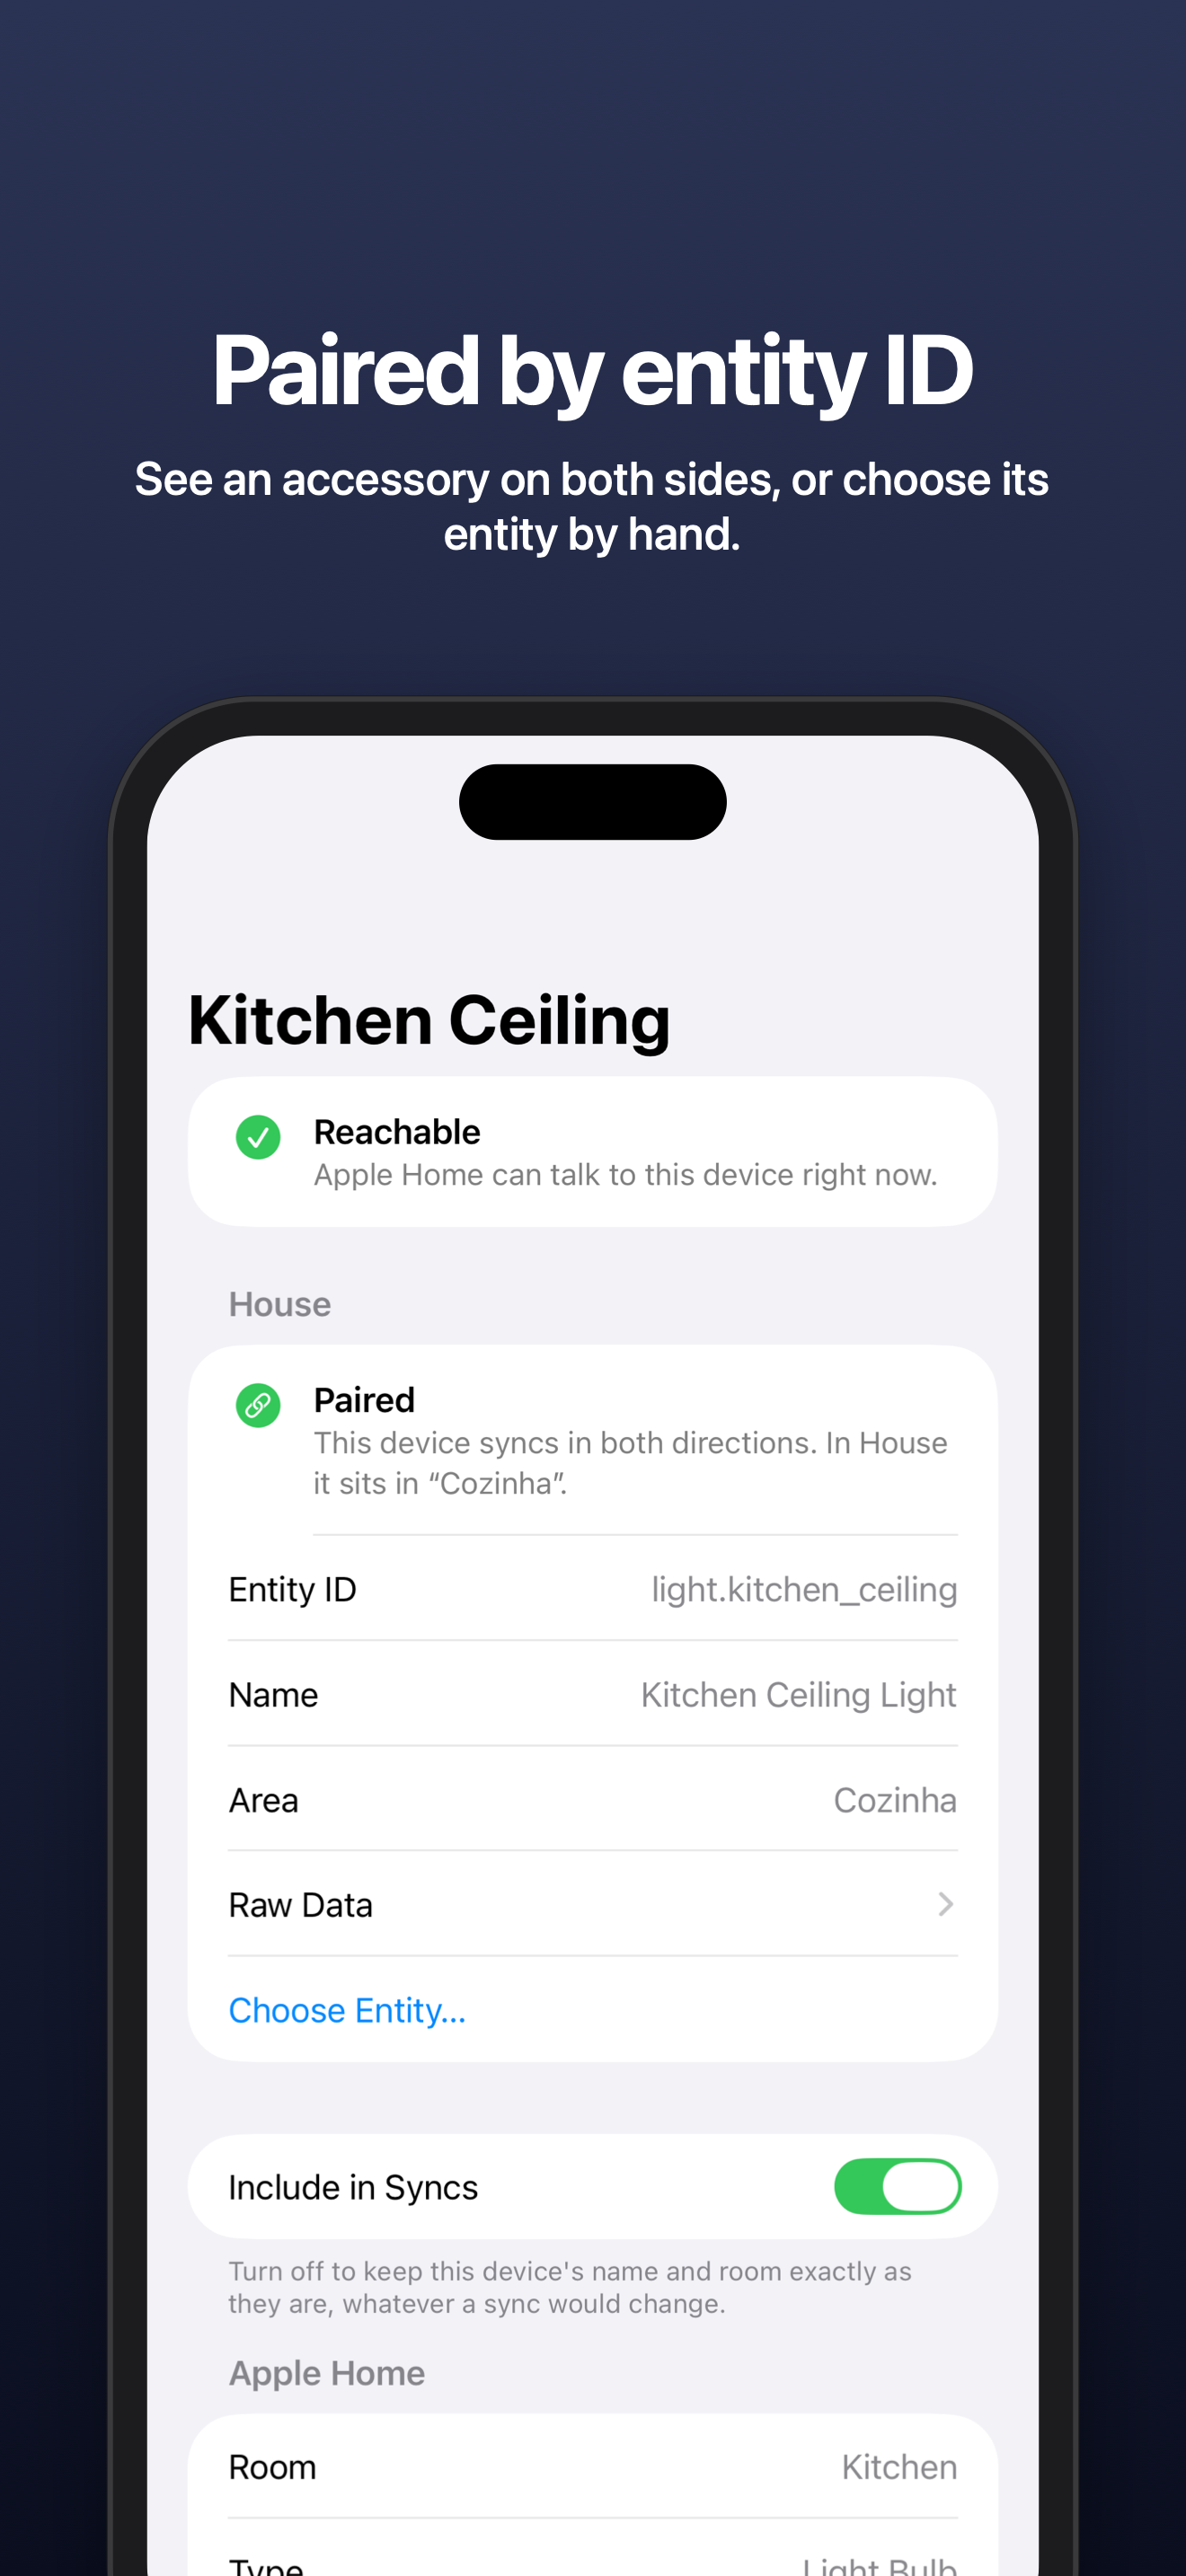 Paired by entity ID
See an accessory on both sides, or choose its
entity by hand.
Kitchen Ceiling
Reachable
Apple Home can talk to this device right now.
House
Paired
This device syncs in both directions. In House
it sits in “Cozinha”.
Entity ID light.kitchen_ceiling
Name Kitchen Ceiling Light
Area Cozinha
Raw Data
Choose Entity...
Include in Syncs
Turn off to keep this device's name and room exactly as
they are, whatever a sync would change.
Apple Home
Room Kitchen
Type Light Bulb